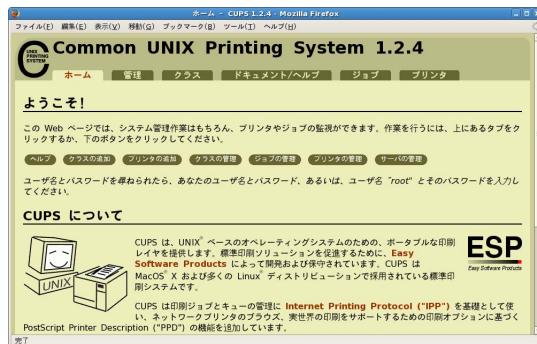 ホーム - CUPS 1.2.4 - Mozilla Firefox
ファイル(F) 編集(E) 表示(V) 移動(G) ブックマーク(B) ツール(T) ヘルプ(H)
UNIX PRINTING SYSTEM
Common UNIX Printing System 1.2.4
ホーム 管理 クラス ドキュメント/ヘルプ ジョブ プリンタ
ようこそ!
この Web ページでは、システム管理作業はもちろん、プリンタやジョブの監視ができます。作業を行うには、上にあるタブをク
リックするか、下のボタンをクリックしてください。
ヘルプ クラスの追加 プリンタの追加 クラスの管理 ジョブの管理 プリンタの管理 サーバの管理
ユーザ名とパスワードを尋ねられたら、あなたのユーザ名とパスワード、あるいは、ユーザ名 "root" とそのパスワードを入力し
てください。
CUPS について
UNIX
CUPS は、UNIX® ベースのオペレーティングシステムのための、ポータブルな印刷
レイヤを提供します。標準印刷ソリューションを促進するために、Easy
Software Products によって開発および保守されています。CUPS は
MacOS® X および多くの Linux® ディストリビューションで採用されている標準印
刷システムです。
ESP
Easy Software Products
CUPS は印刷ジョブとキューの管理に Internet Printing Protocol ("IPP") を基礎として使
い、ネットワークプリンタのブラウズ、実世界の印刷をサポートするための印刷オプションに基づく
PostScript Printer Description ("PPD") の機能を追加しています。
完了